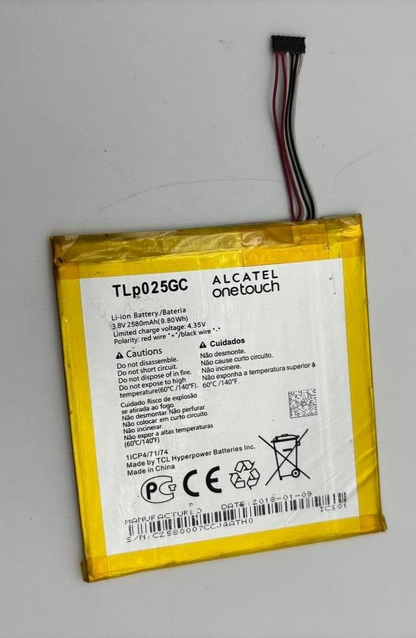 TLp025GC
ALCATEL
onetouch
Li-ion Battery./Bateria
3.8V 2580mAh(9.80Wh)
Limited charge voltage: 4.35V
Polarity: red wire "+"/black wire "-"
Cautions
Do not disassemble.
Do not short circuit.
Do not dispose of in fire.
Do not expose to high
temperature(60°C /140°F).
Cuidado.Risco de explosão
se atirada ao fogo.
Não desmontar Não perfurar.
Não colocar em curto circuito
Não incinerar
Não expor a altas temperatur
(60°C/140°F)
Cuidados
Não desmonte.
Não cause curto circuito.
Não incinere
Não exponha a temperatura superior à
60°C /140°F.
1ICP4/71/74
Made by TCL Hyperpower Batteries Inc.
Made in China
PG CE
MANUFACTURED DATE:2018-01-09
IC501
S/N:C2580007CCJ4ATH0